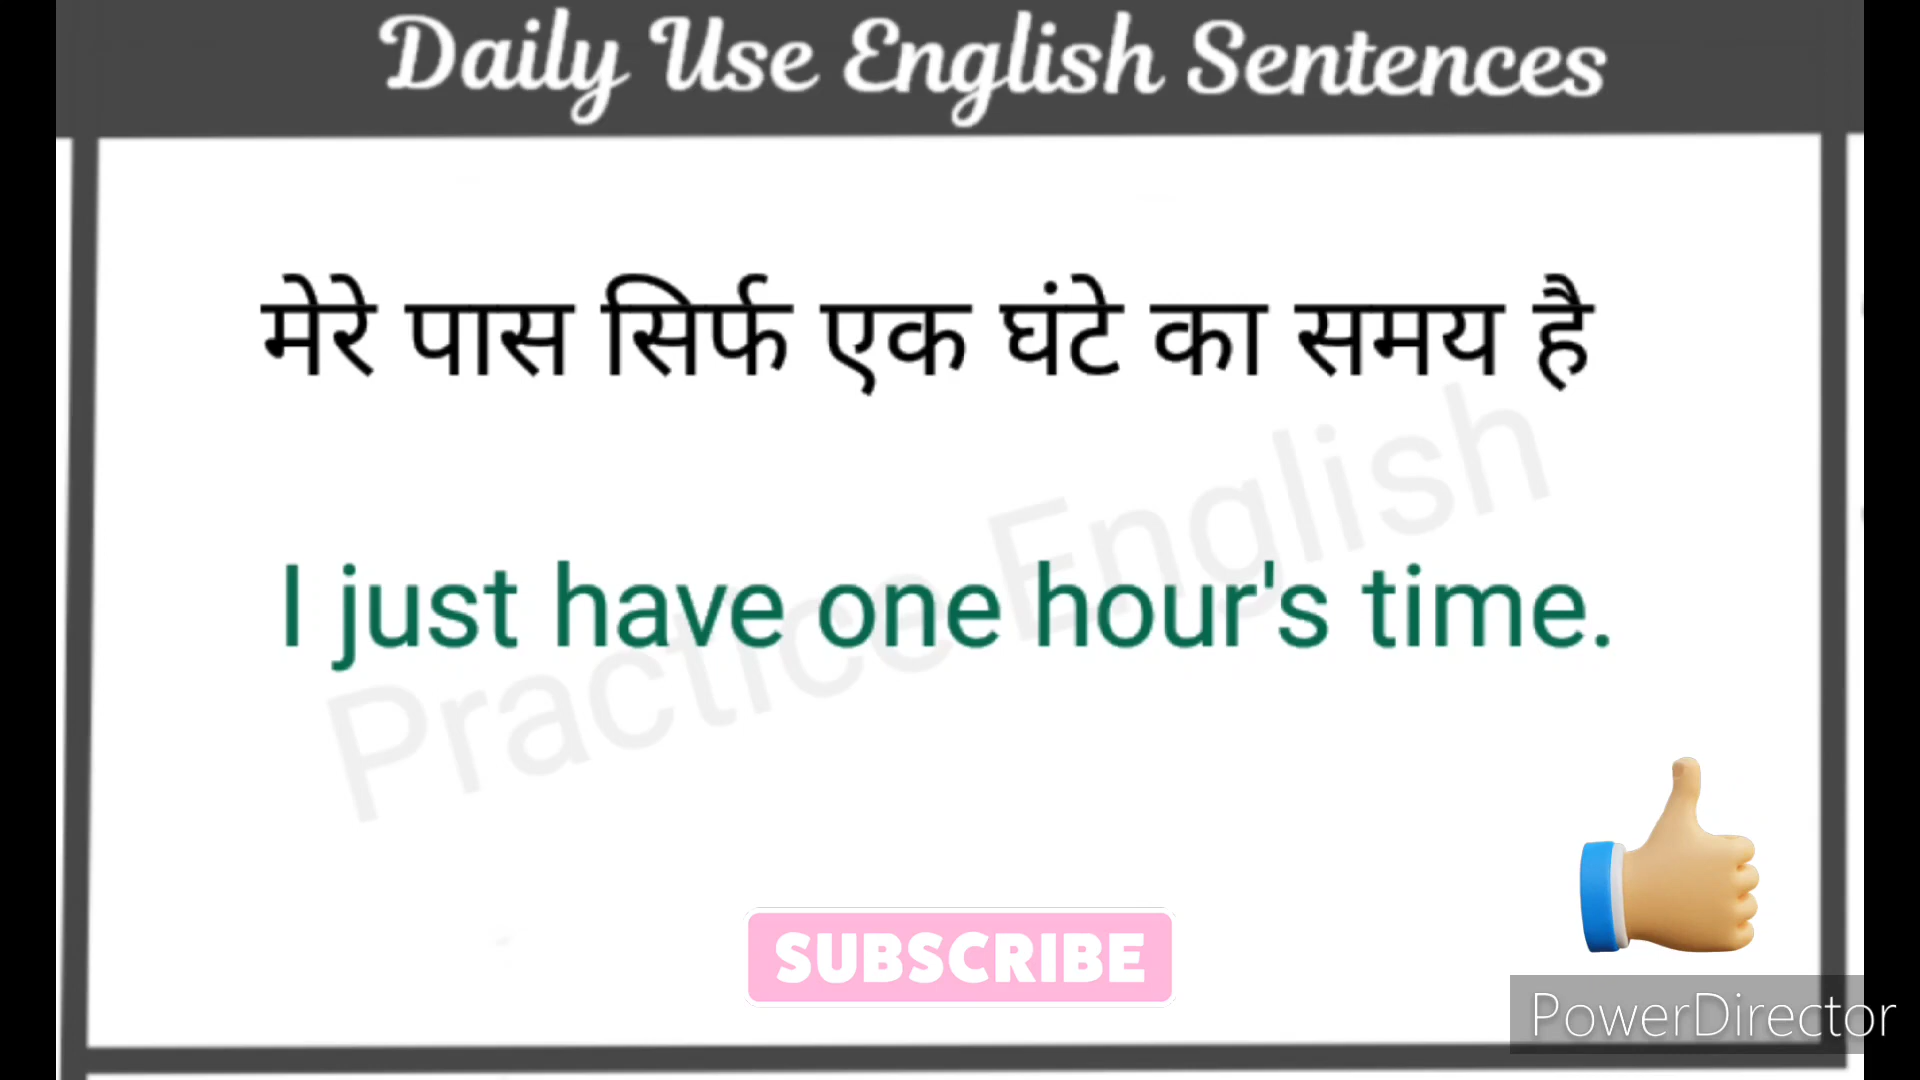 Daily Use English Sentences
मेरे पास सिर्फ एक घंटे का समय है
I just have one hour's time.
Practice English
SUBSCRIBE
PowerDirector